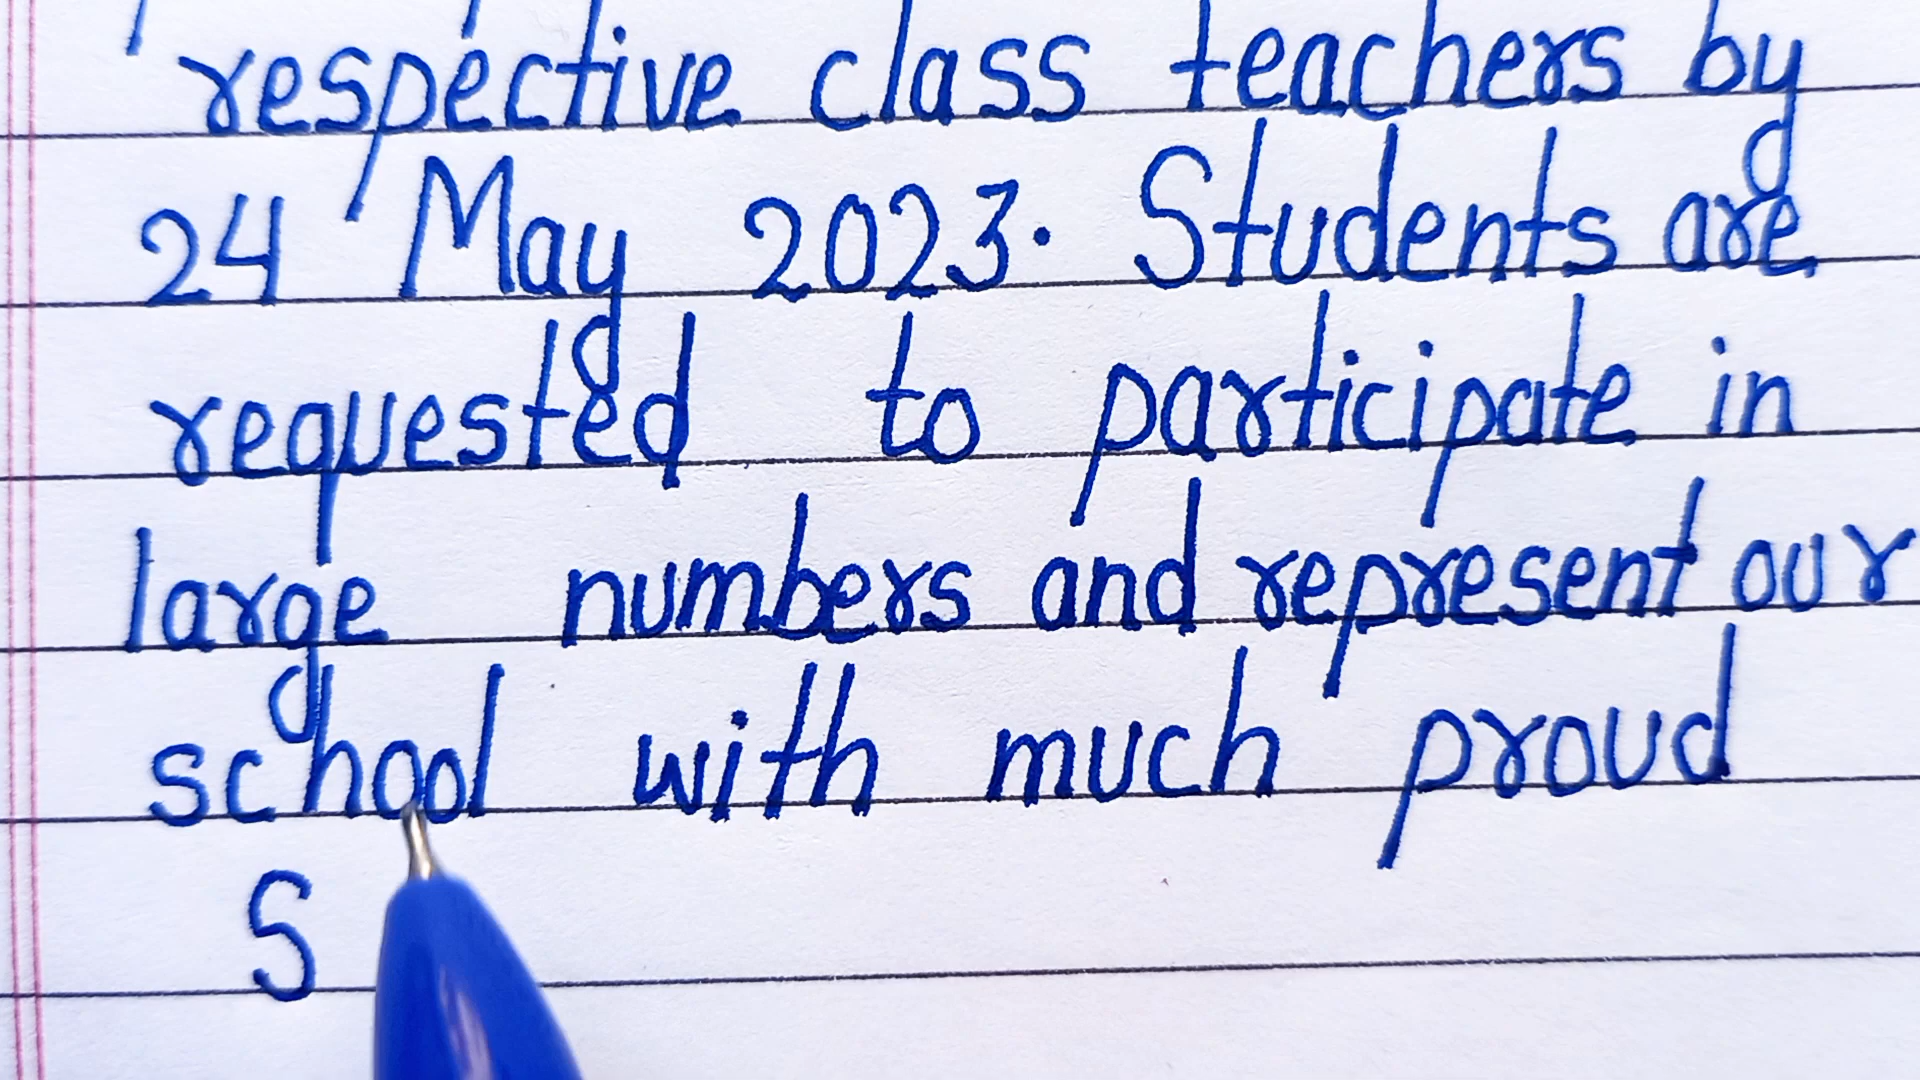 respective class teachers by
24 May 2023. Students are
requested to participate in
large numbers and represent our
school with much proud
S